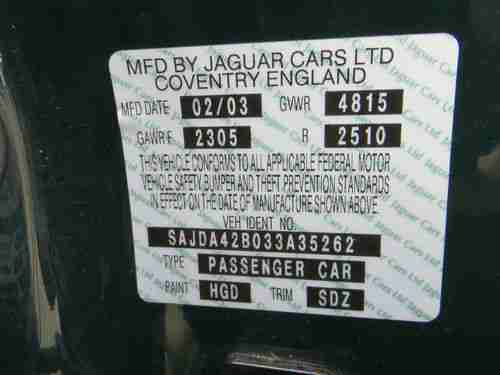 MFD BY JAGUAR CARS LTD
COVENTRY ENGLAND
MFD DATE 02/03 GVWR 4815
GAWR F 2305 R 2510
THIS VEHICLE CONFORMS TO ALL APPLICABLE FEDERAL MOTOR
VEHICLE SAFETY, BUMPER AND THEFT PREVENTION STANDARDS
IN EFFECT ON THE DATE OF MANUFACTURE SHOWN ABOVE.
VEH IDENT NO.
SAJDA42B033A35262
TYPE PASSENGER CAR
PAINT HGD TRIM SDZ